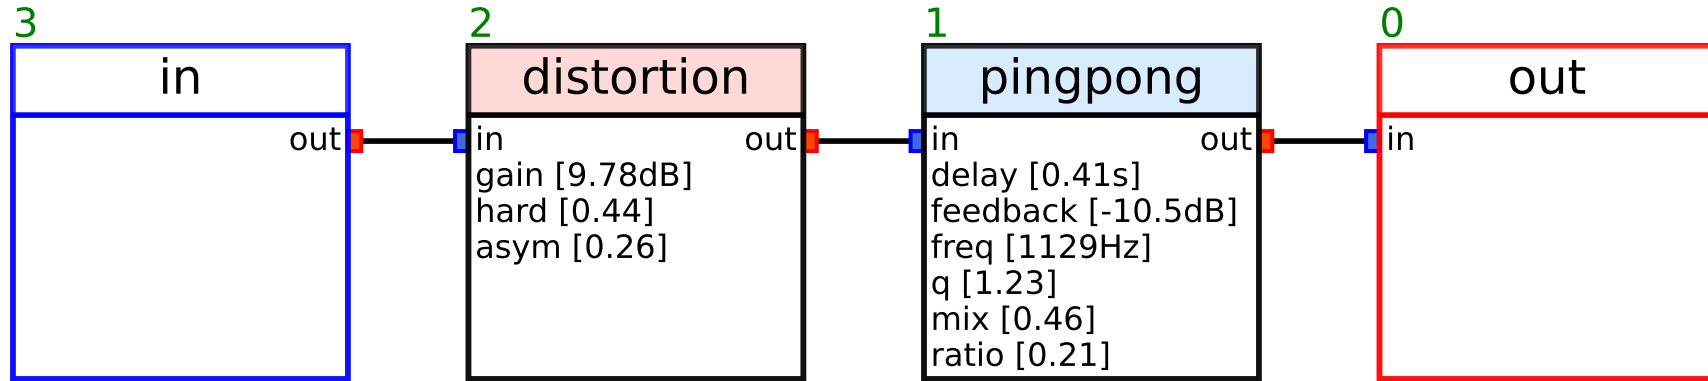 3
in
out
2
distortion
in out
gain [9.78dB]
hard [0.44]
asym [0.26]
1
pingpong
in out
delay [0.41s]
feedback [-10.5dB]
freq [1129Hz]
q [1.23]
mix [0.46]
ratio [0.21]
0
out
in